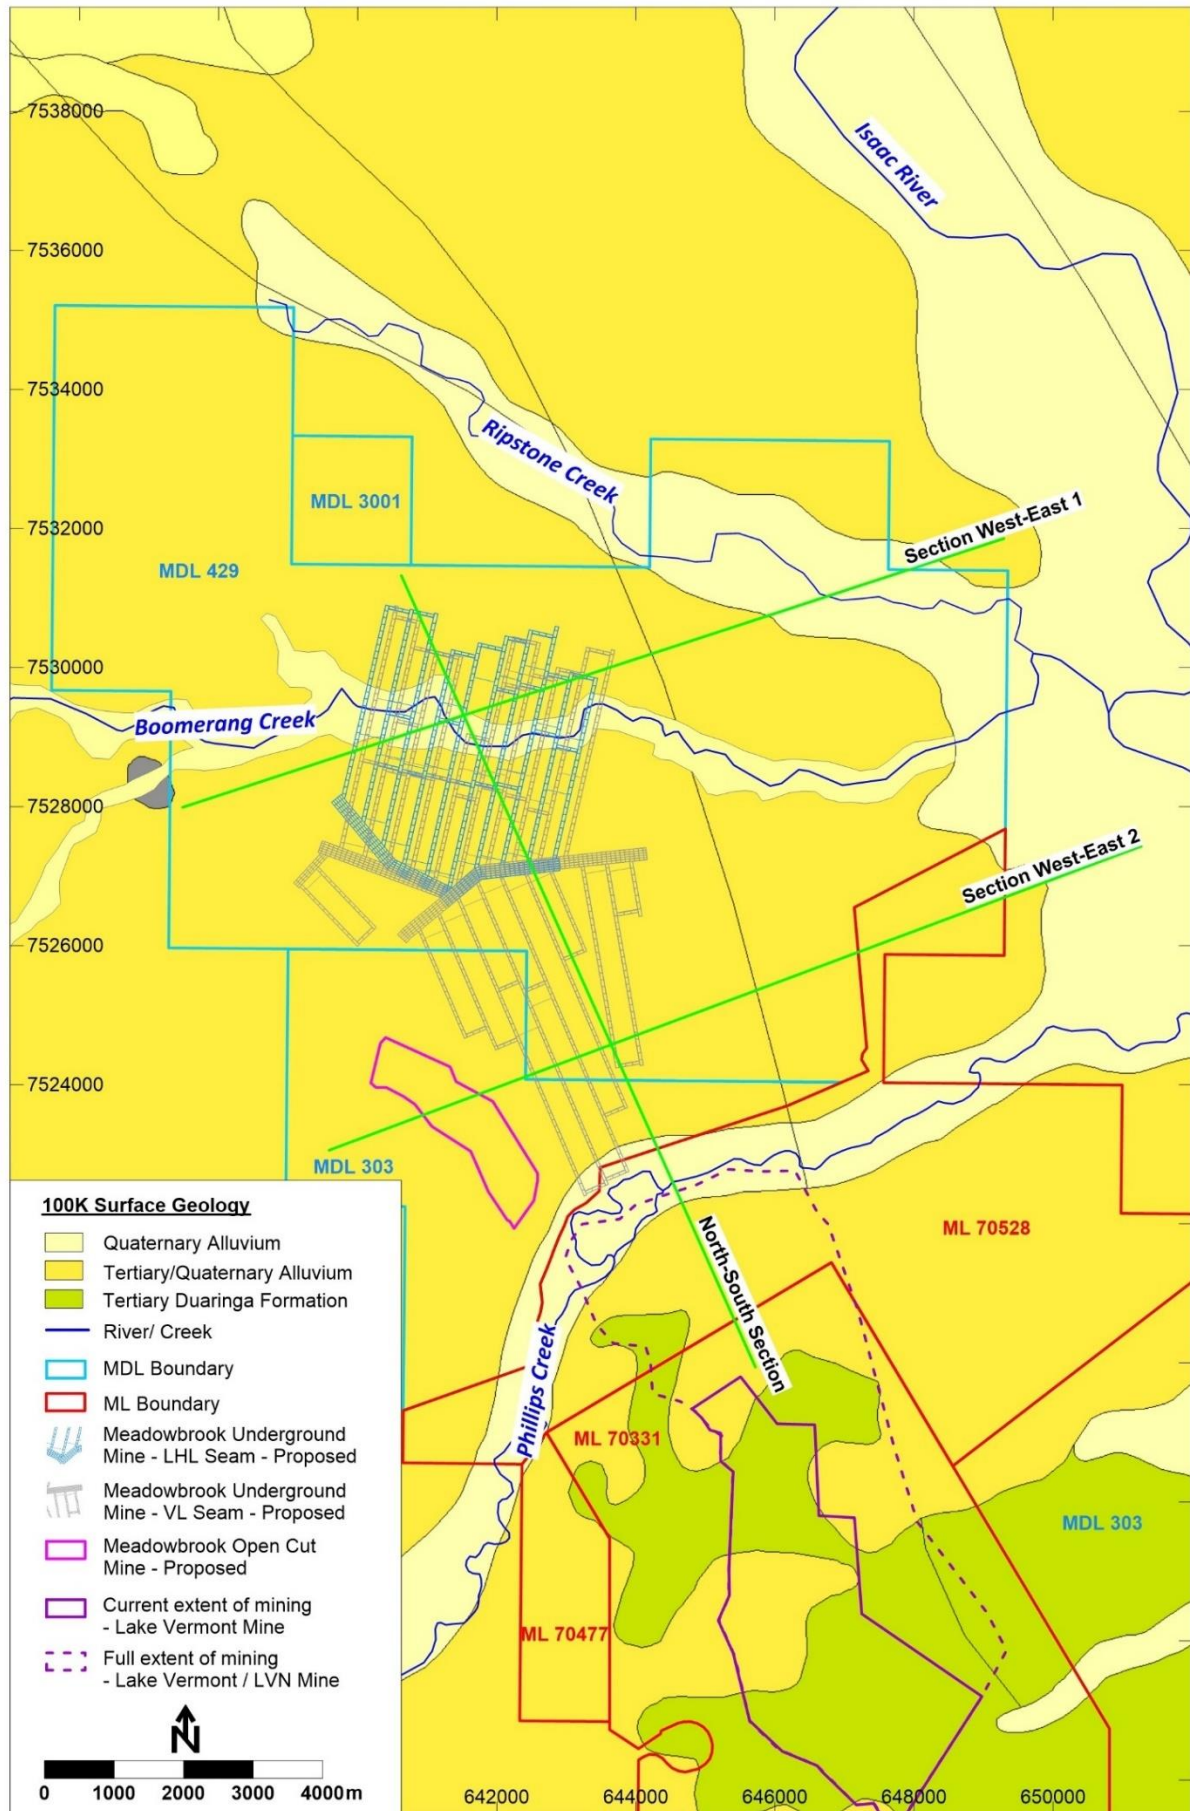 7538000
Isaac River
7536000
7534000
Ripstone Creek
MDL 3001
7532000
Section West-East 1
MDL 429
7530000
Boomerang Creek
7528000
Section West-East 2
7526000
7524000
MDL 303
ML 70528
North-South Section
Phillips Creek
ML 70331
MDL 303
ML 70477
100K Surface Geology
Quaternary Alluvium
Tertiary/Quaternary Alluvium
Tertiary Duaringa Formation
River/ Creek
MDL Boundary
ML Boundary
Meadowbrook Underground
Mine - LHL Seam - Proposed
Meadowbrook Underground
Mine - VL Seam - Proposed
Meadowbrook Open Cut
Mine - Proposed
Current extent of mining
- Lake Vermont Mine
Full extent of mining
- Lake Vermont / LVN Mine
N
0 1000 2000 3000 4000m
642000 644000 646000 648000 650000